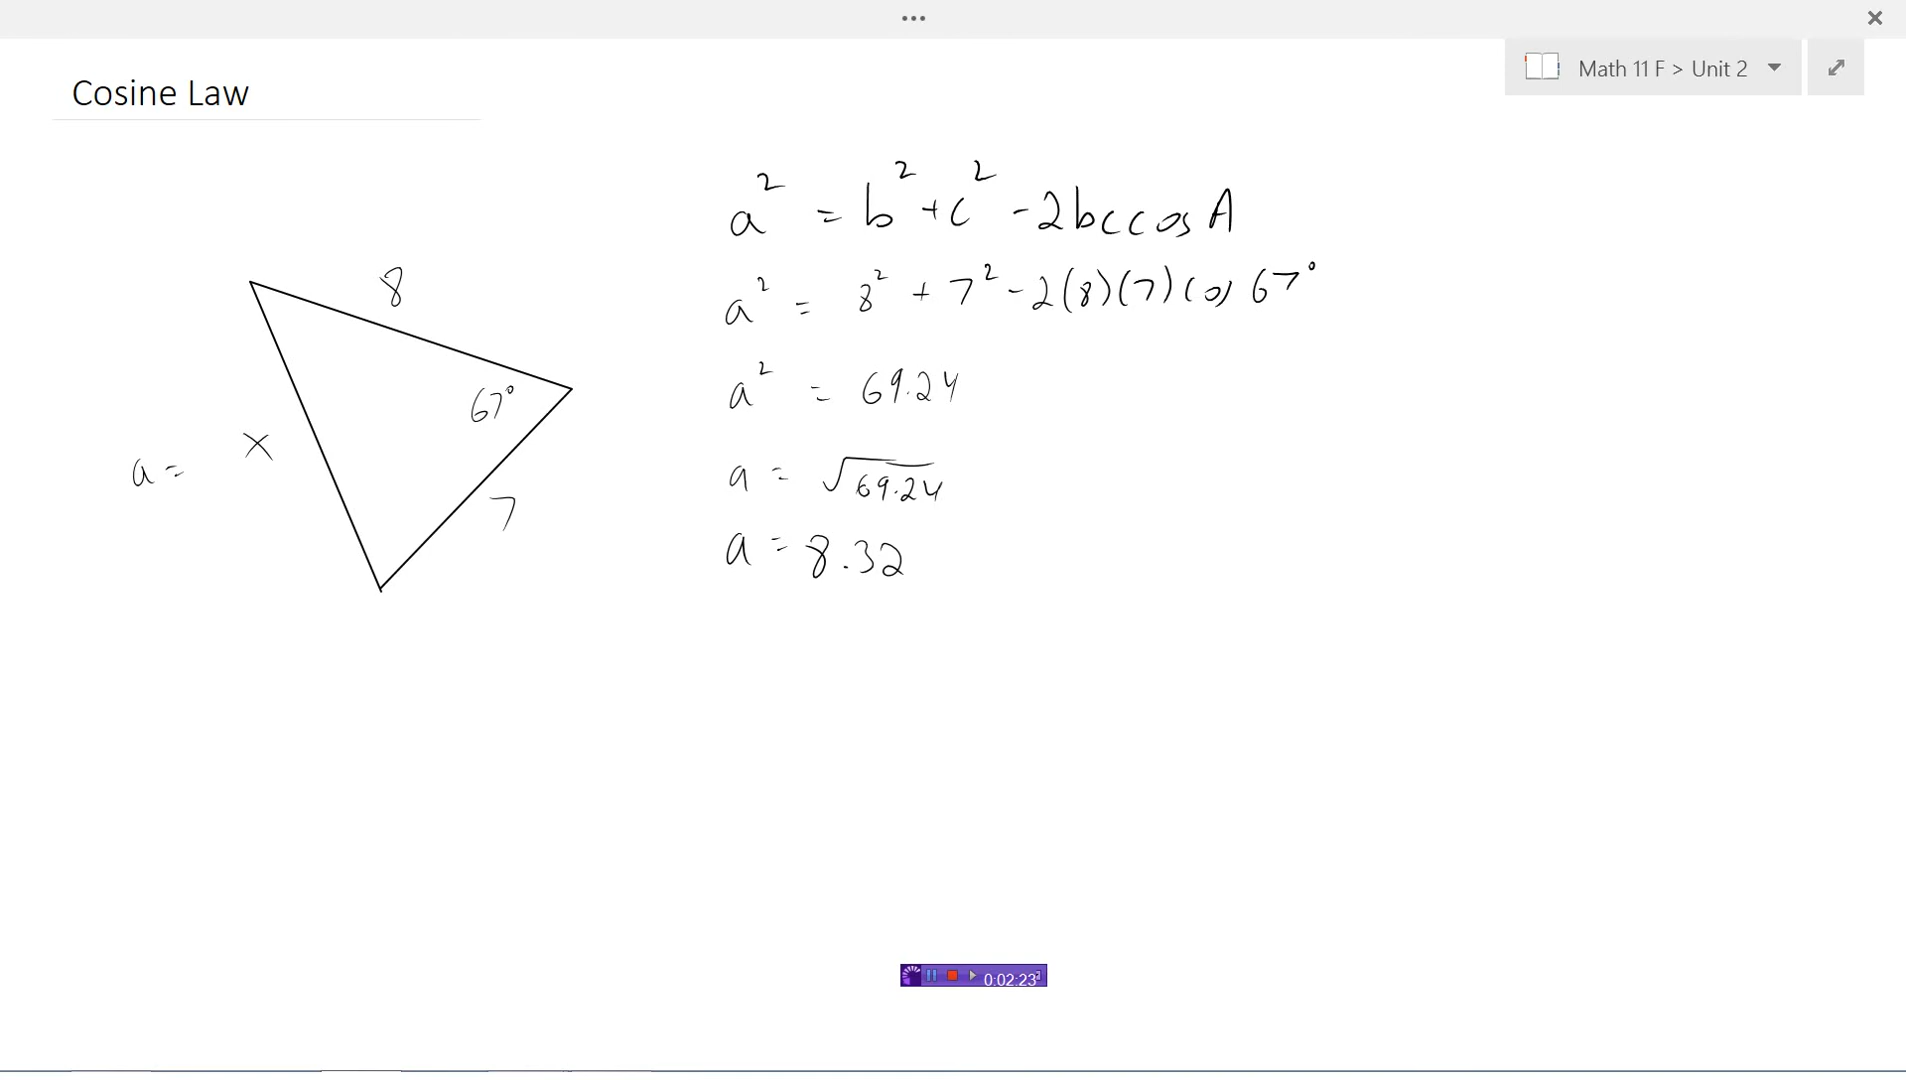 •••
Math 11 F > Unit 2
Cosine Law
a² = b² + c² - 2bc cos A
8
a² = 8² + 7² - 2(8)(7) cos 67°
67°
a² = 69.24
a = x
a = √69.24
7
a = 8.32
0:02:23